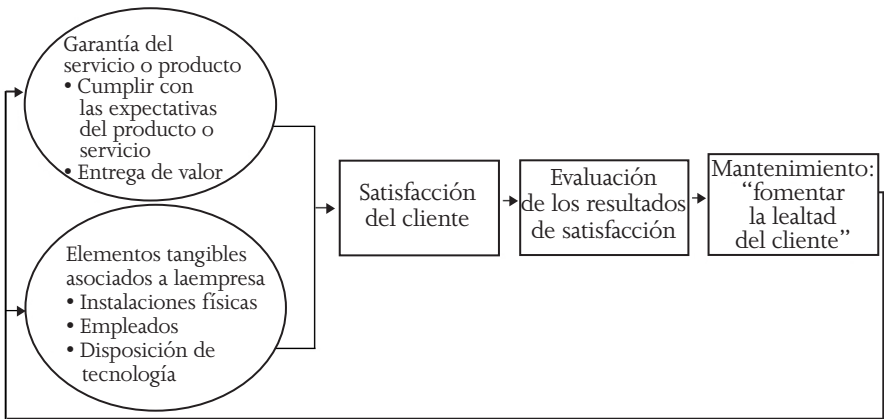 Garantía del
servicio o producto
• Cumplir con
las expectativas
del producto o
servicio
• Entrega de valor
Elementos tangibles
asociados a laempresa
• Instalaciones físicas
• Empleados
• Disposición de
tecnología
Satisfacción
del cliente
Evaluación
de los resultados
de satisfacción
Mantenimiento:
“fomentar
la lealtad
del cliente”